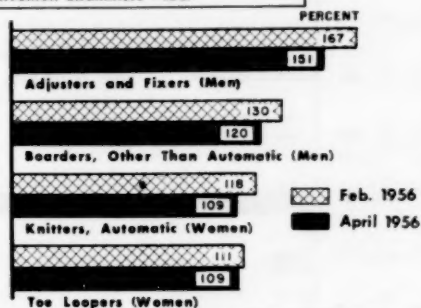 PERCENT
167
151
Adjusters and Fixers (Men)
130
120
Boarders, Other Than Automatic (Men)
118
109
Knitters, Automatic (Women)
Feb. 1956
April 1956
111
109
Toe Loopers (Women)